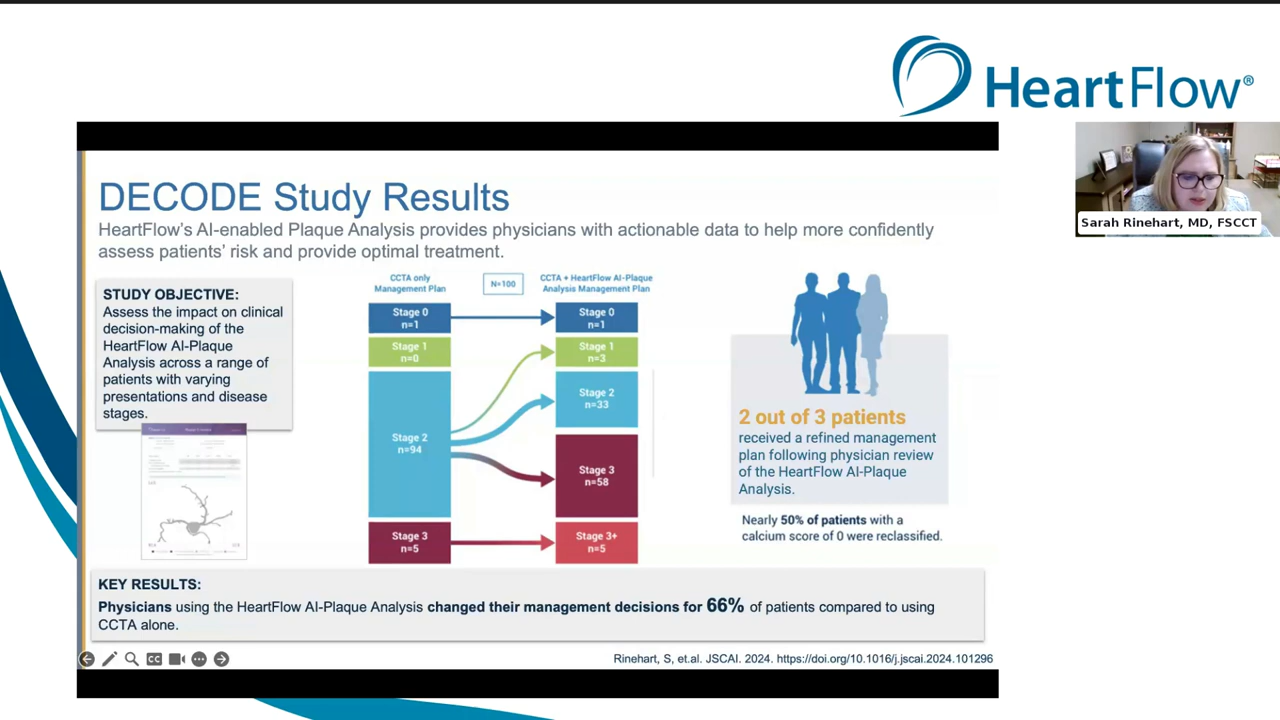 HeartFlow®
Sarah Rinehart, MD, FSCCT
DECODE Study Results
HeartFlow's AI-enabled Plaque Analysis provides physicians with actionable data to help more confidently
assess patients' risk and provide optimal treatment.
STUDY OBJECTIVE:
Assess the impact on clinical
decision-making of the
HeartFlow AI-Plaque
Analysis across a range of
patients with varying
presentations and disease
stages.
CCTA only
Management Plan
N=100
CCTA + HeartFlow AI-Plaque
Analysis Management Plan
Stage 0
n=1
Stage 0
n=1
Stage 1
n=0
Stage 1
n=3
Stage 2
n=94
Stage 2
n=33
Stage 3
n=58
Stage 3
n=5
Stage 3+
n=5
2 out of 3 patients
received a refined management
plan following physician review
of the HeartFlow AI-Plaque
Analysis.
Nearly 50% of patients with a
calcium score of 0 were reclassified.
KEY RESULTS:
Physicians using the HeartFlow AI-Plaque Analysis changed their management decisions for 66% of patients compared to using
CCTA alone.
CC
Rinehart, S, et.al. JSCAI. 2024. https://doi.org/10.1016/j.jscai.2024.101296